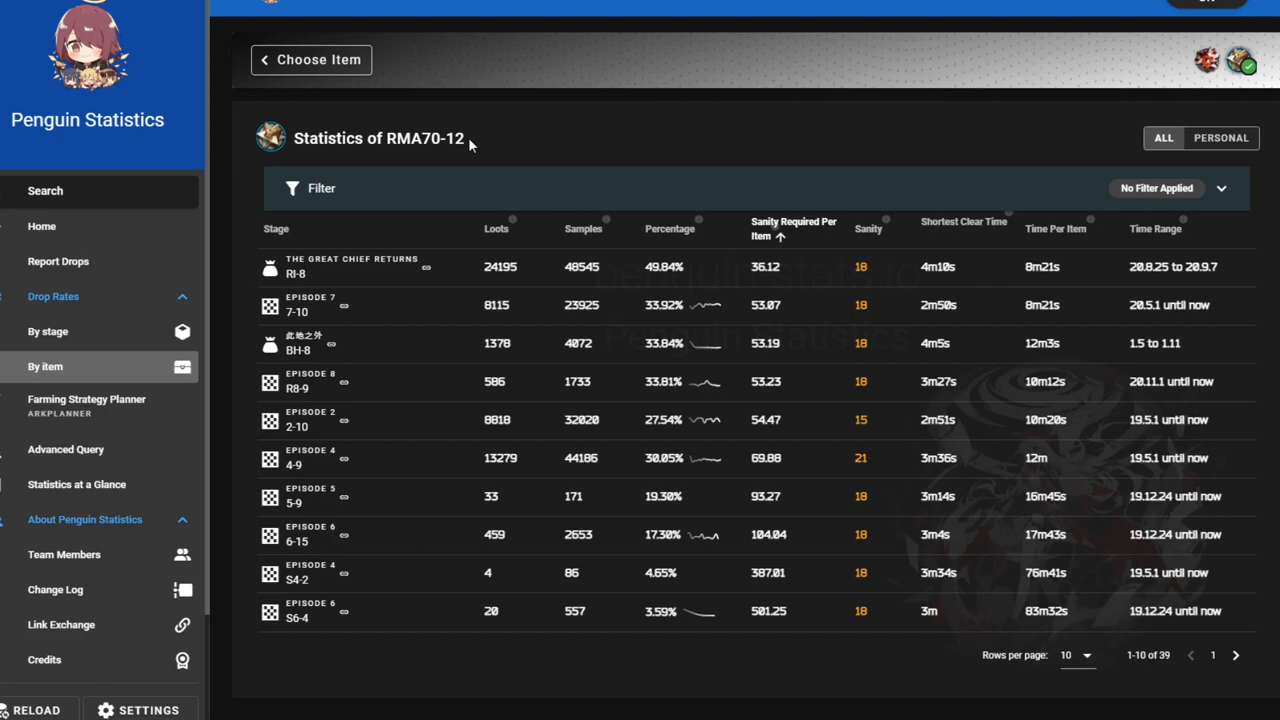 Penguin Statistics
Search
Home
Report Drops
Drop Rates
By stage
By item
Farming Strategy Planner
ARKPLANNER
Advanced Query
Statistics at a Glance
About Penguin Statistics
Team Members
Change Log
Link Exchange
Credits
RELOAD SETTINGS
Choose Item
Statistics of RMA70-12
ALL PERSONAL
Filter No Filter Applied
Stage Loots Samples Percentage Sanity Required Per Item Sanity Shortest Clear Time Time Per Item Time Range
THE GREAT CHIEF RETURNS
RI-8 24195 48545 49.84% 36.12 18 4m10s 8m21s 20.8.25 to 20.9.7
EPISODE 7
7-10 8115 23925 33.92% 53.07 18 2m50s 8m21s 20.5.1 until now
此地之外
BH-8 1378 4072 33.84% 53.19 18 4m5s 12m3s 1.5 to 1.11
EPISODE 8
R8-9 586 1733 33.81% 53.23 18 3m27s 10m12s 20.11.1 until now
EPISODE 2
2-10 8818 32020 27.54% 54.47 15 2m51s 10m20s 19.5.1 until now
EPISODE 4
4-9 13279 44186 30.05% 69.88 21 3m36s 12m 19.5.1 until now
EPISODE 5
5-9 33 171 19.30% 93.27 18 3m14s 16m45s 19.12.24 until now
EPISODE 6
6-15 459 2653 17.30% 104.04 18 3m4s 17m43s 19.12.24 until now
EPISODE 4
S4-2 4 86 4.65% 387.01 18 3m34s 76m41s 19.5.1 until now
EPISODE 6
S6-4 20 557 3.59% 501.25 18 3m 83m32s 19.12.24 until now
penguin-stats.io
Penguin Statistics
Rows per page: 10 1-10 of 39 1